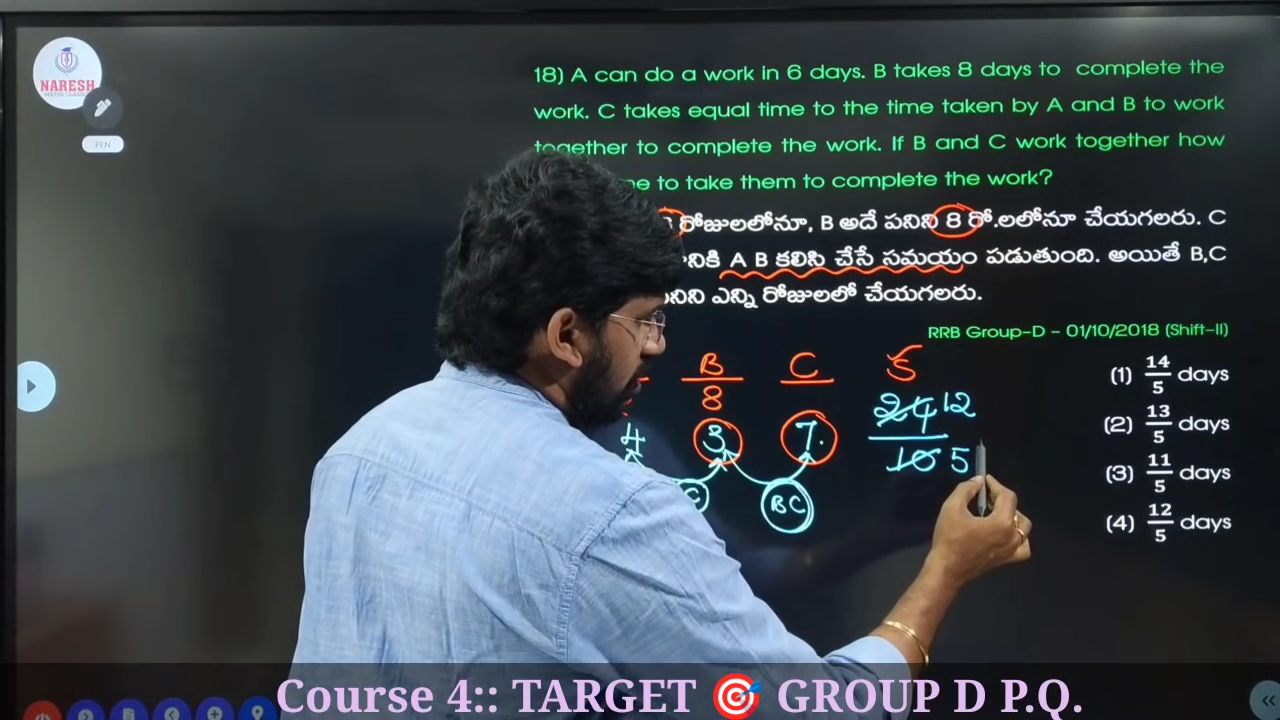 NARESH
PEN
18) A can do a work in 6 days. B takes 8 days to complete the
work. C takes equal time to the time taken by A and B to work
together to complete the work. If B and C work together how
me to take them to complete the work?
రోజులలోనూ, B అదే పనిని 8 రో.లలోనూ చేయగలరు. C
నికి A B కలిసి చేసే సమయం పడుతుంది. అయితే B,C
పనిని ఎన్ని రోజులలో చేయగలరు.
RRB Group-D - 01/10/2018 (Shift-II)
B C
8
4 3 7.
24 12
10 5
C BC
(1) 14/5 days
(2) 13/5 days
(3) 11/5 days
(4) 12/5 days
Course 4:: TARGET 🎯 GROUP D P.Q.